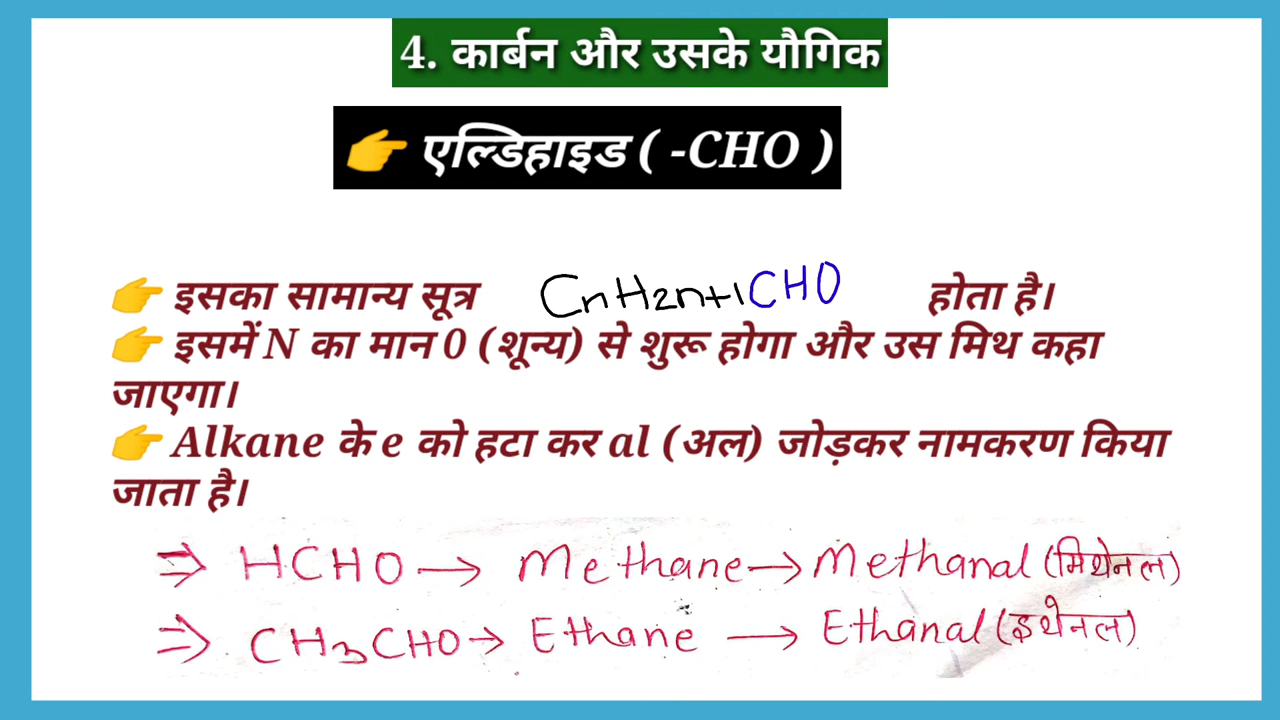 4. कार्बन और उसके यौगिक
👉 एल्डिहाइड ( -CHO )
👉 इसका सामान्य सूत्र CnH2n+1CHO होता है।
👉 इसमें N का मान 0 (शून्य) से शुरू होगा और उस मिथ कहा
जाएगा।
👉 Alkane के e को हटा कर al (अल) जोड़कर नामकरण किया
जाता है।
⇒ HCHO → Methane → Methanal (मिथेनल)
⇒ CH3CHO → Ethane → Ethanal (इथेनल)